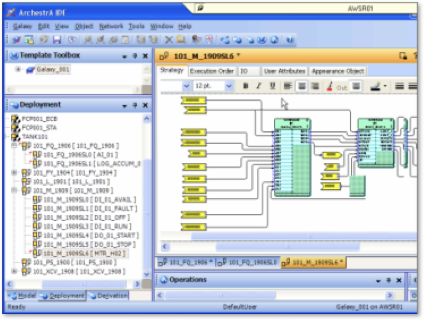 ArchestrA IDE
AWSR01
Galaxy Edit View Object Network Tools Window Help
Template Toolbox
Galaxy_001
101_M_1909SL6 *
Strategy Execution Order IO User Attributes Appearance Object
12 pt. B I U Out
Deployment
FCP001_ECB
FCP001_STA
TANK101
101_FQ_1906 [ 101_FQ_1906 ]
101_FQ_1906SL0 [ AI_01 ]
101_FQ_1906SL1 [ LOG_ACCUM_0
101_FY_1904 [ 101_FY_1904 ]
101_L_1901 [ 101_L_1901 ]
101_M_1909 [ 101_M_1909 ]
101_M_1909SL0 [ DI_01_AVAIL ]
101_M_1909SL1 [ DI_01_FAULT ]
101_M_1909SL2 [ DI_01_OFF ]
101_M_1909SL3 [ DI_01_RUN ]
101_M_1909SL4 [ DO_01_START ]
101_M_1909SL5 [ DO_01_STOP ]
101_M_1909SL6 [ MTR_H02 ]
101_PS_1900 [ 101_PS_1900 ]
101_XCV_1908 [ 101_XCV_1908 ]
101_FQ_1906 * 101_FQ_1906SL0 101_M_1909SL6 *
Operations
Model Deployment Derivation
Ready DefaultUser Galaxy_001 on AWSR01